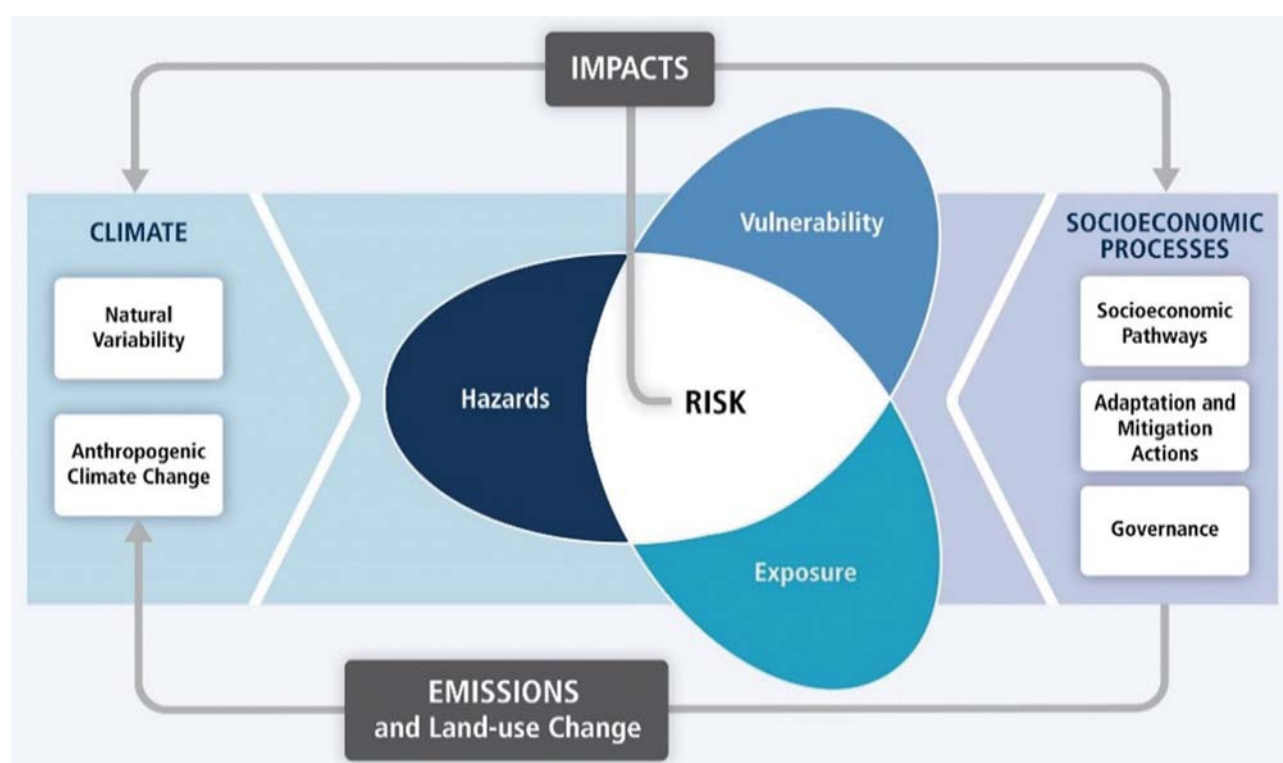 IMPACTS
CLIMATE
Natural
Variability
Anthropogenic
Climate Change
Vulnerability
Hazards
RISK
Exposure
SOCIOECONOMIC
PROCESSES
Socioeconomic
Pathways
Adaptation and
Mitigation
Actions
Governance
EMISSIONS
and Land-use Change